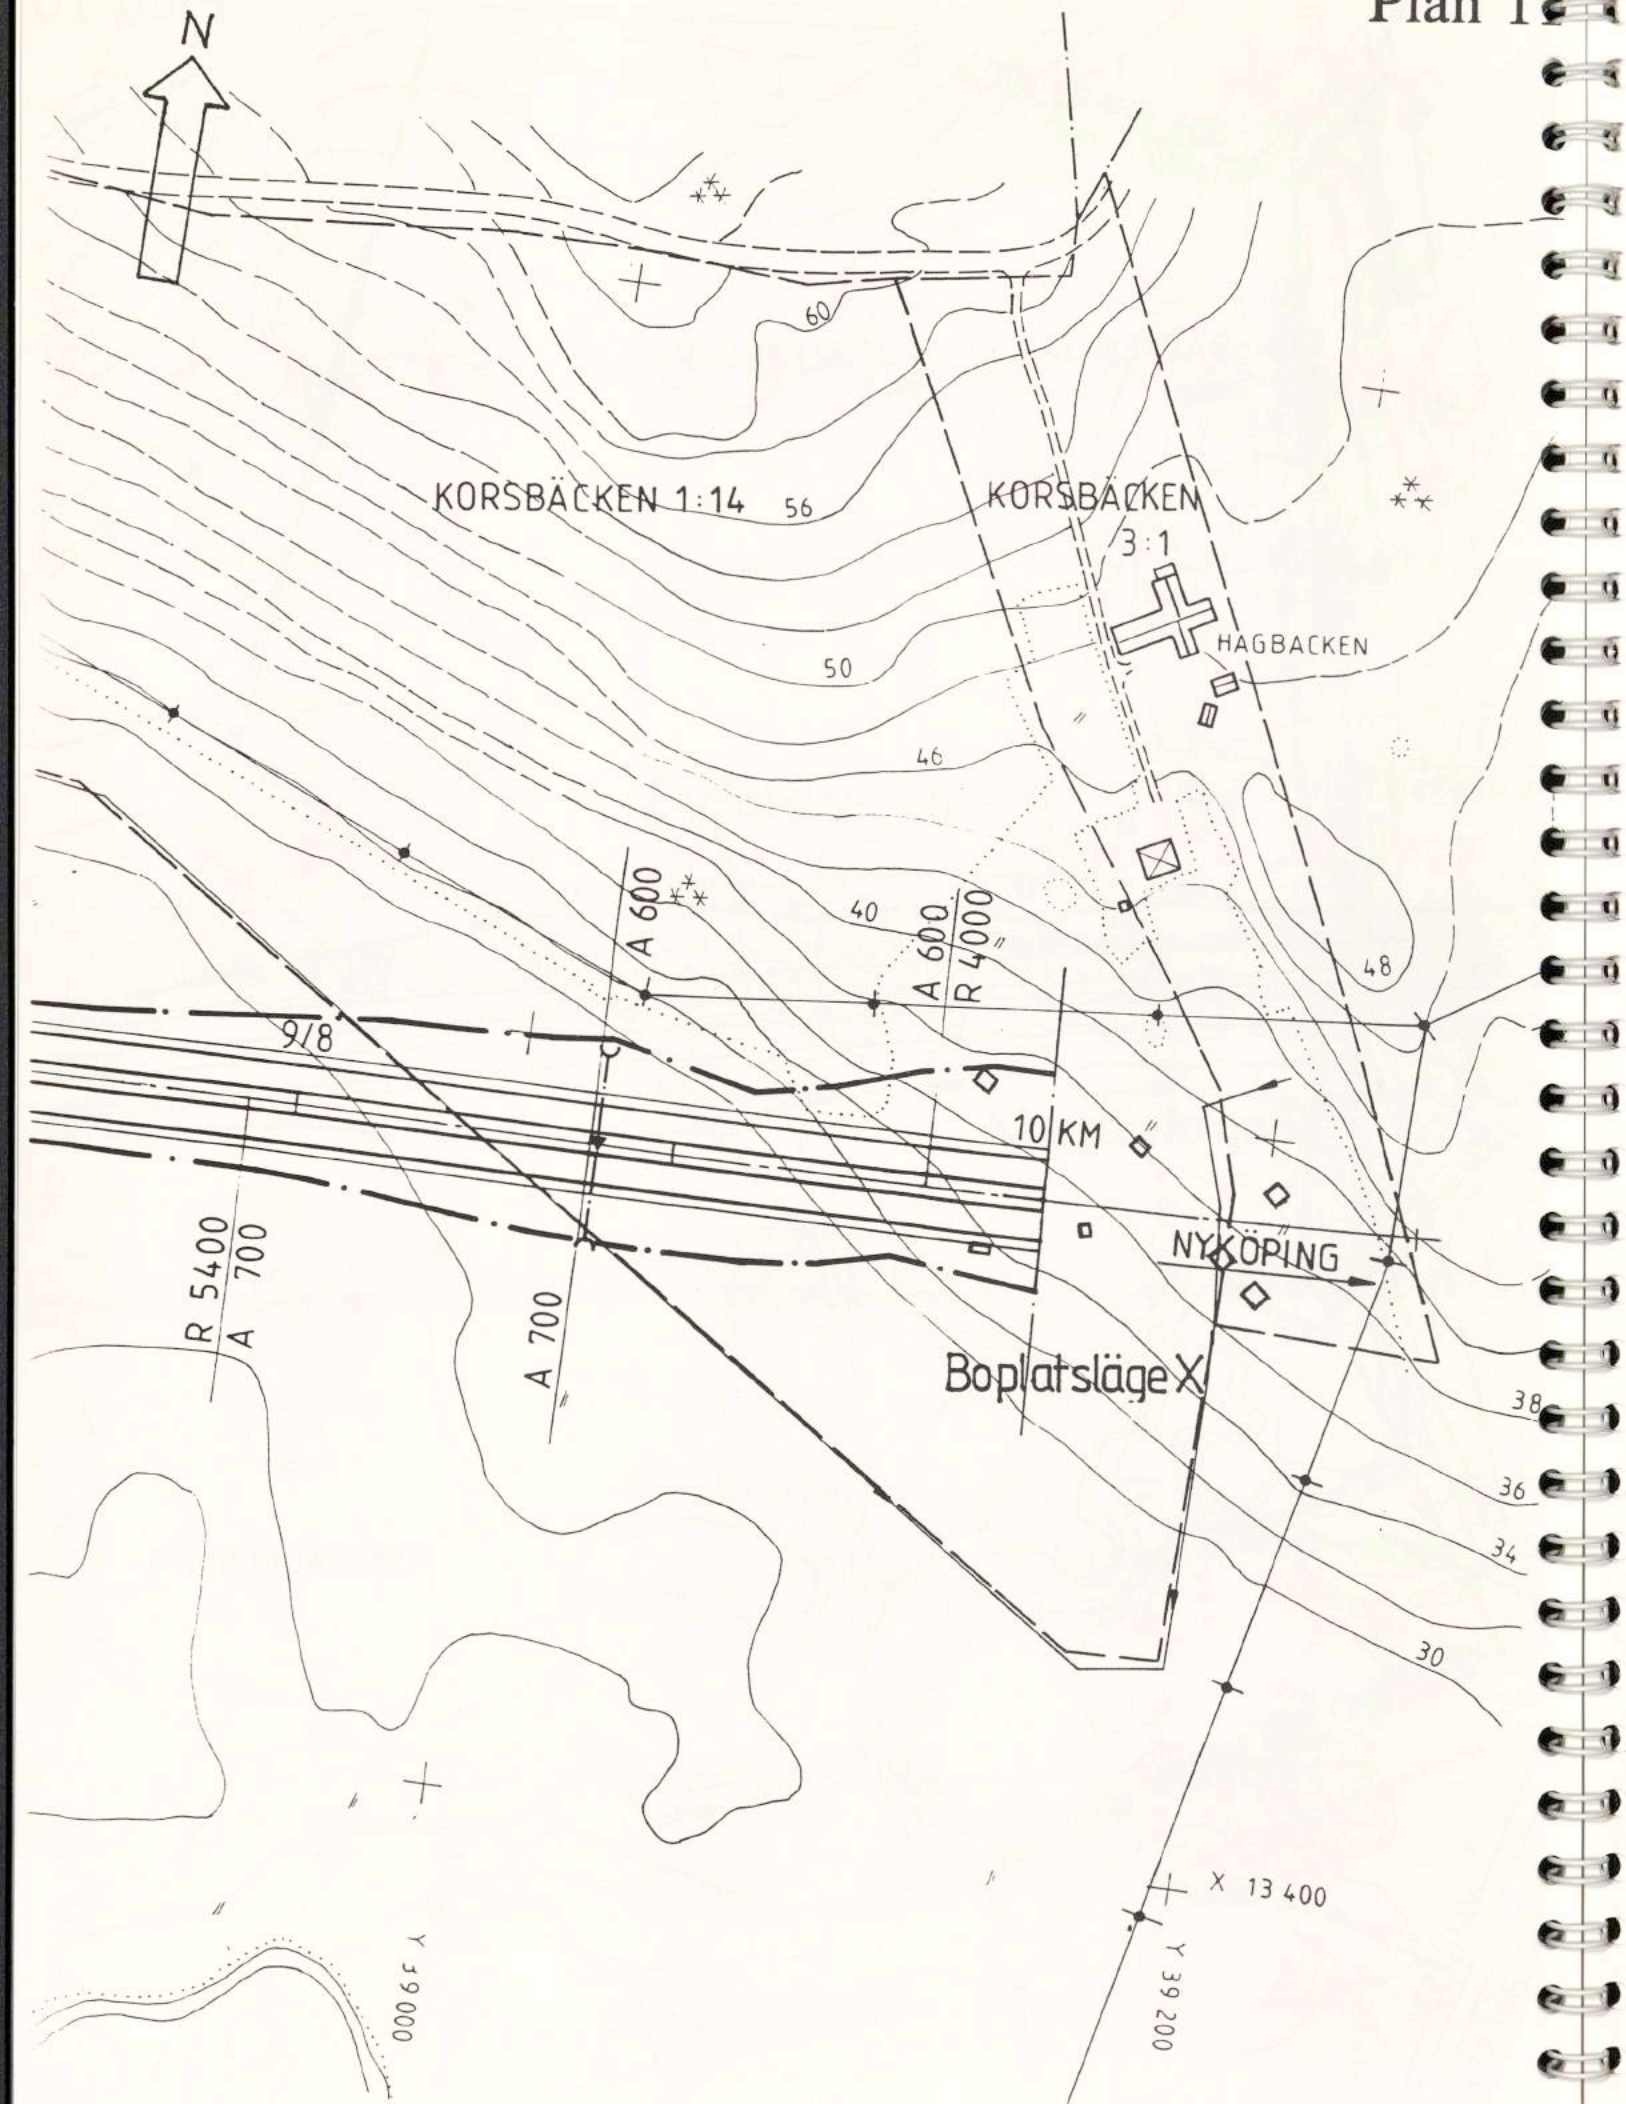 N
60
KORSBÄCKEN 1:14
56
KORSBÄCKEN
3:1
HAGBACKEN
50
46
A 600
40
A 600
R 4000
48
9/8
10 KM
R 5400
A 700
A 700
NYKÖPING
Boplatsläge X
38
36
34
30
X 13 400
Y 39 000
Y 39 200
Plan